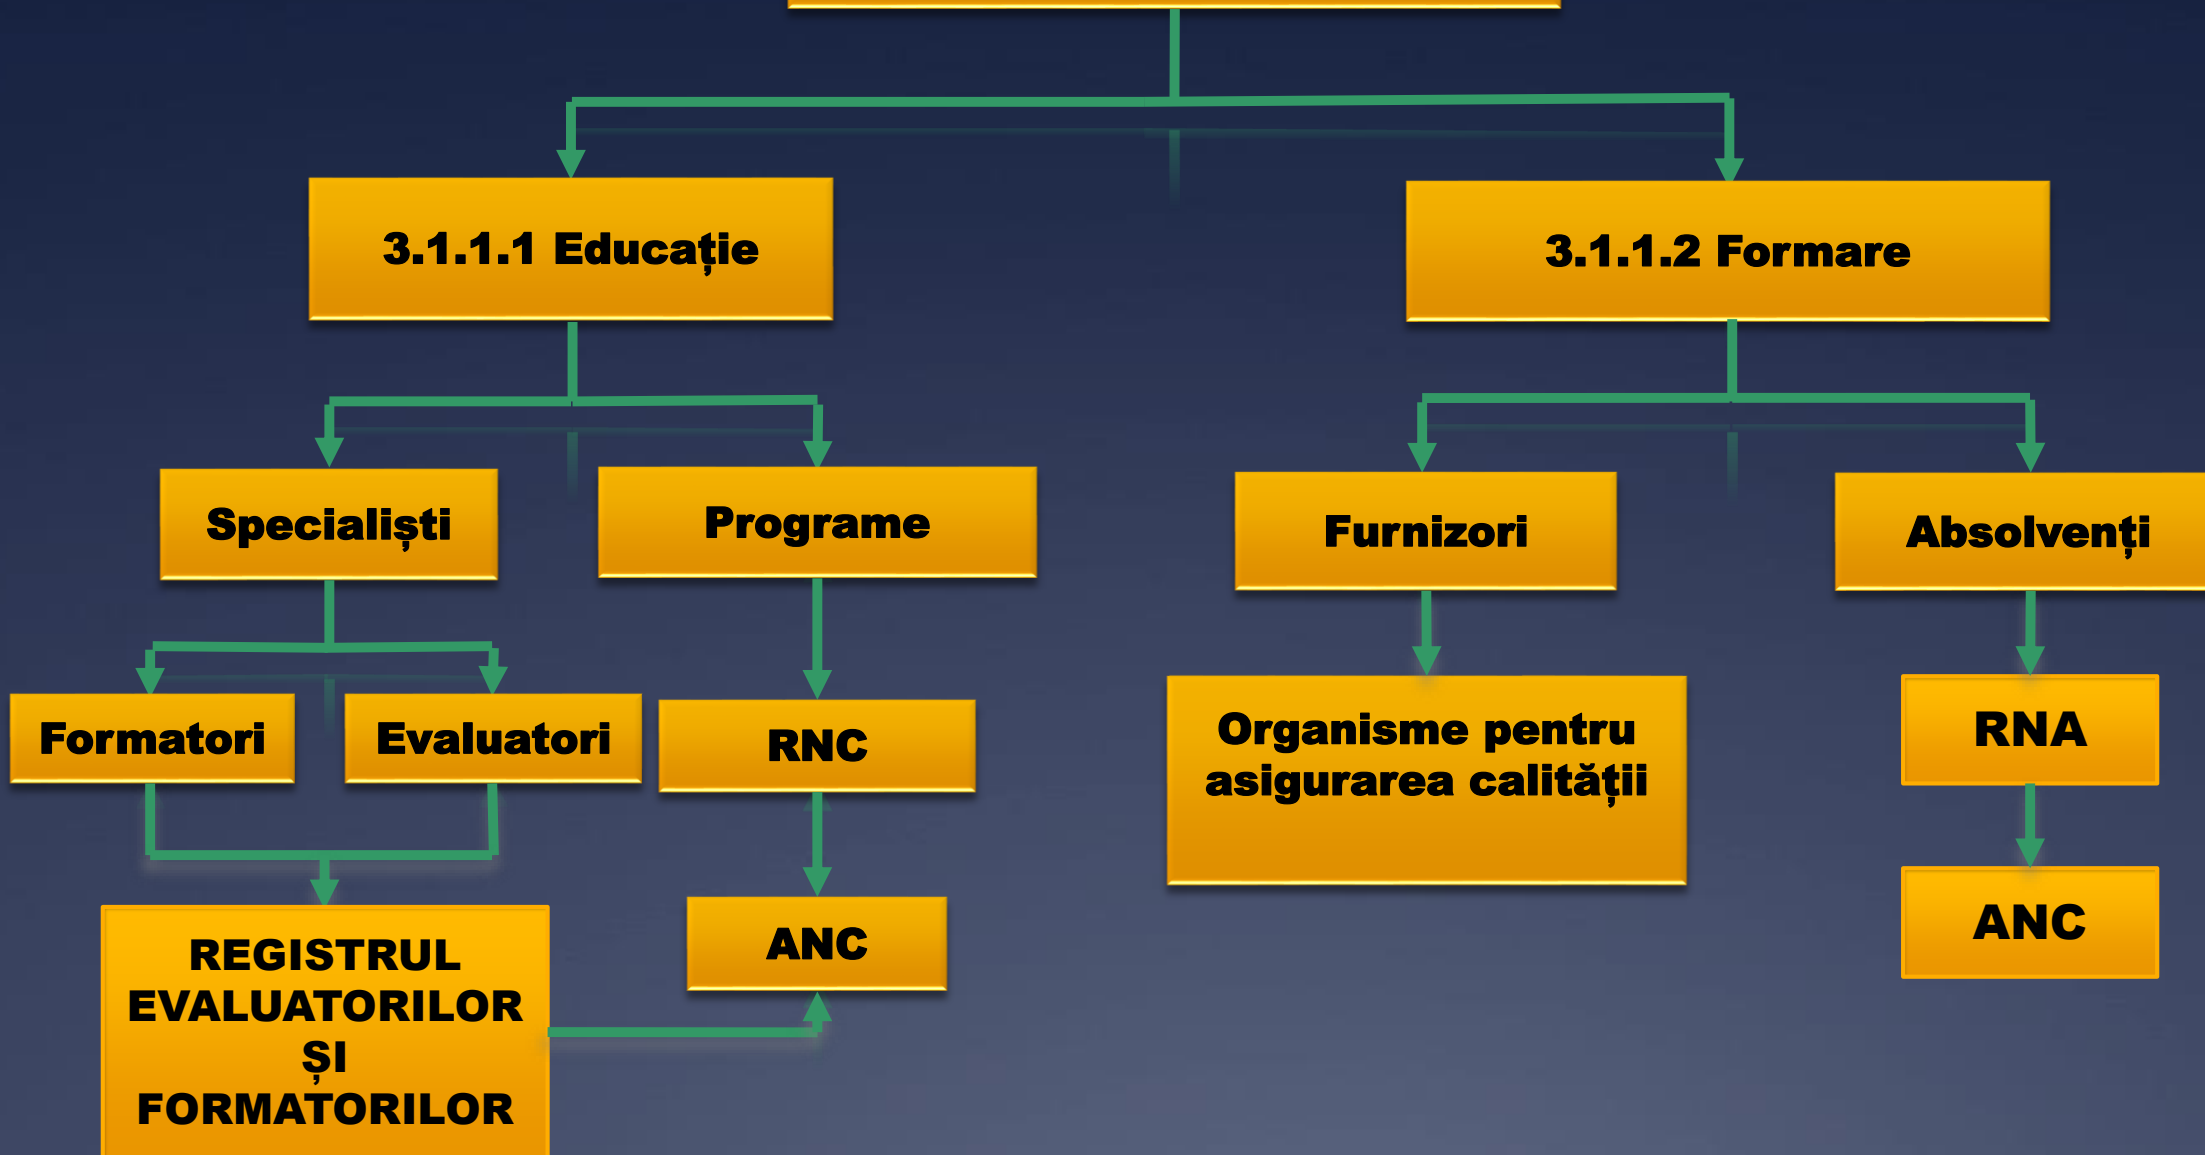 3.1.1.1 Educație
3.1.1.2 Formare
Specialiști
Programe
Furnizori
Absolvenți
Formatori
Evaluatori
RNC
Organisme pentru
asigurarea calității
RNA
ANC
ANC
REGISTRUL
EVALUATORILOR
ȘI
FORMATORILOR